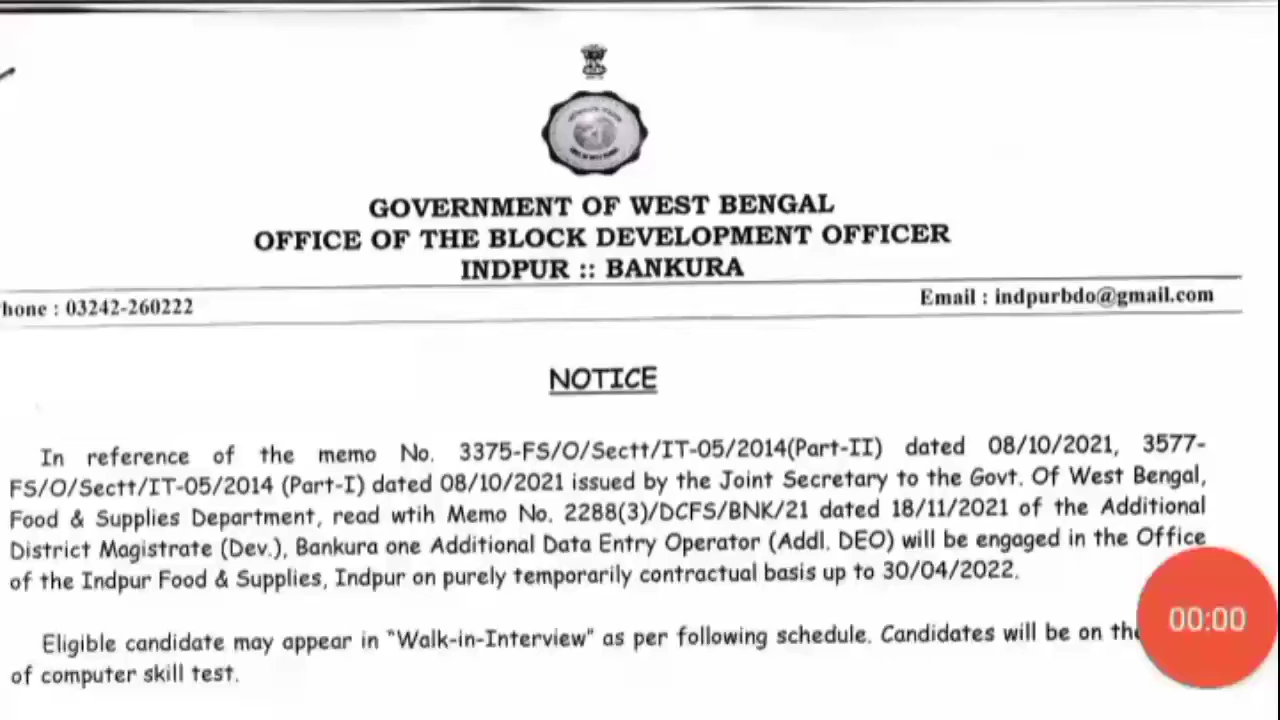 GOVERNMENT OF WEST BENGAL
OFFICE OF THE BLOCK DEVELOPMENT OFFICER
INDPUR :: BANKURA
hone : 03242-260222
Email : indpurbdo@gmail.com
NOTICE
In reference of the memo No. 3375-FS/O/Sectt/IT-05/2014(Part-II) dated 08/10/2021, 3577-
FS/O/Sectt/IT-05/2014 (Part-I) dated 08/10/2021 issued by the Joint Secretary to the Govt. Of West Bengal,
Food & Supplies Department, read wtih Memo No. 2288(3)/DCFS/BNK/21 dated 18/11/2021 of the Additional
District Magistrate (Dev.), Bankura one Additional Data Entry Operator (Addl. DEO) will be engaged in the Office
of the Indpur Food & Supplies, Indpur on purely temporarily contractual basis up to 30/04/2022.
00:00
Eligible candidate may appear in "Walk-in-Interview" as per following schedule. Candidates will be on
of computer skill test.